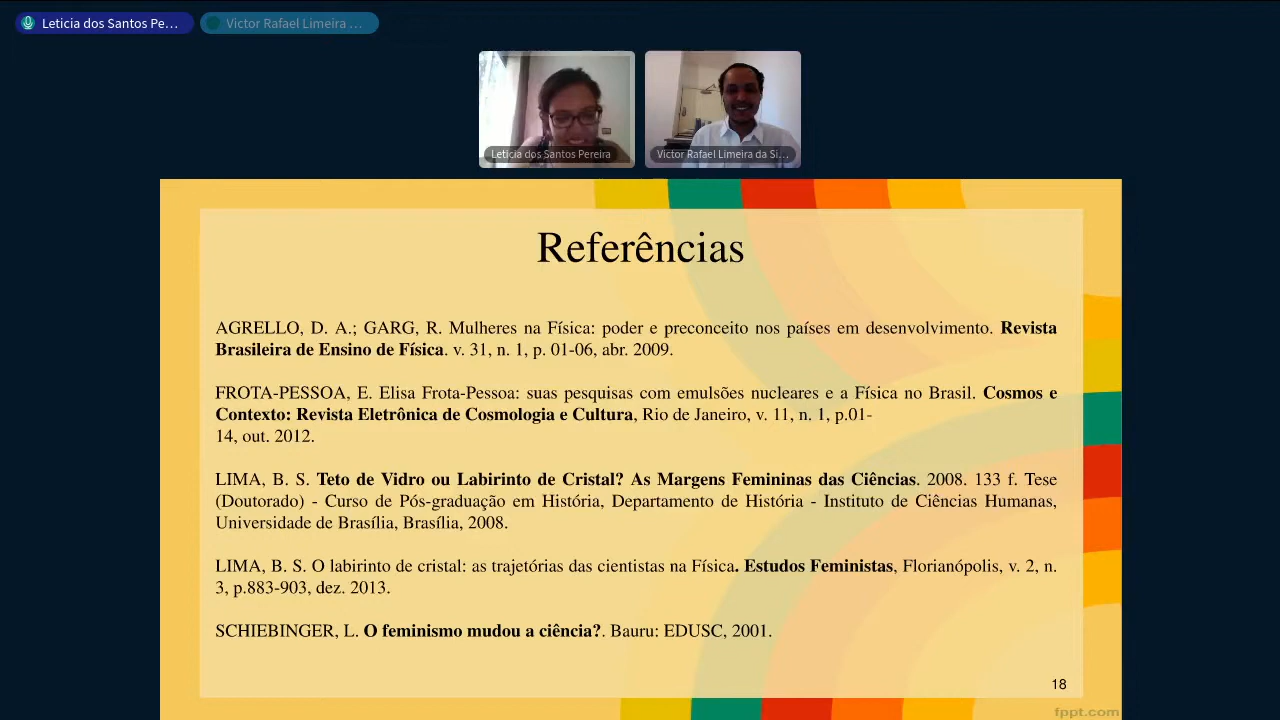 Leticia dos Santos Pe...
Victor Rafael Limeira ...
Leticia dos Santos Pereira
Victor Rafael Limeira da Si...
Referências
AGRELLO, D. A.; GARG, R. Mulheres na Física: poder e preconceito nos países em desenvolvimento. Revista
Brasileira de Ensino de Física. v. 31, n. 1, p. 01-06, abr. 2009.
FROTA-PESSOA, E. Elisa Frota-Pessoa: suas pesquisas com emulsões nucleares e a Física no Brasil. Cosmos e
Contexto: Revista Eletrônica de Cosmologia e Cultura, Rio de Janeiro, v. 11, n. 1, p.01-
14, out. 2012.
LIMA, B. S. Teto de Vidro ou Labirinto de Cristal? As Margens Femininas das Ciências. 2008. 133 f. Tese
(Doutorado) - Curso de Pós-graduação em História, Departamento de História - Instituto de Ciências Humanas,
Universidade de Brasília, Brasília, 2008.
LIMA, B. S. O labirinto de cristal: as trajetórias das cientistas na Física. Estudos Feministas, Florianópolis, v. 2, n.
3, p.883-903, dez. 2013.
SCHIEBINGER, L. O feminismo mudou a ciência?. Bauru: EDUSC, 2001.
18
fppt.com